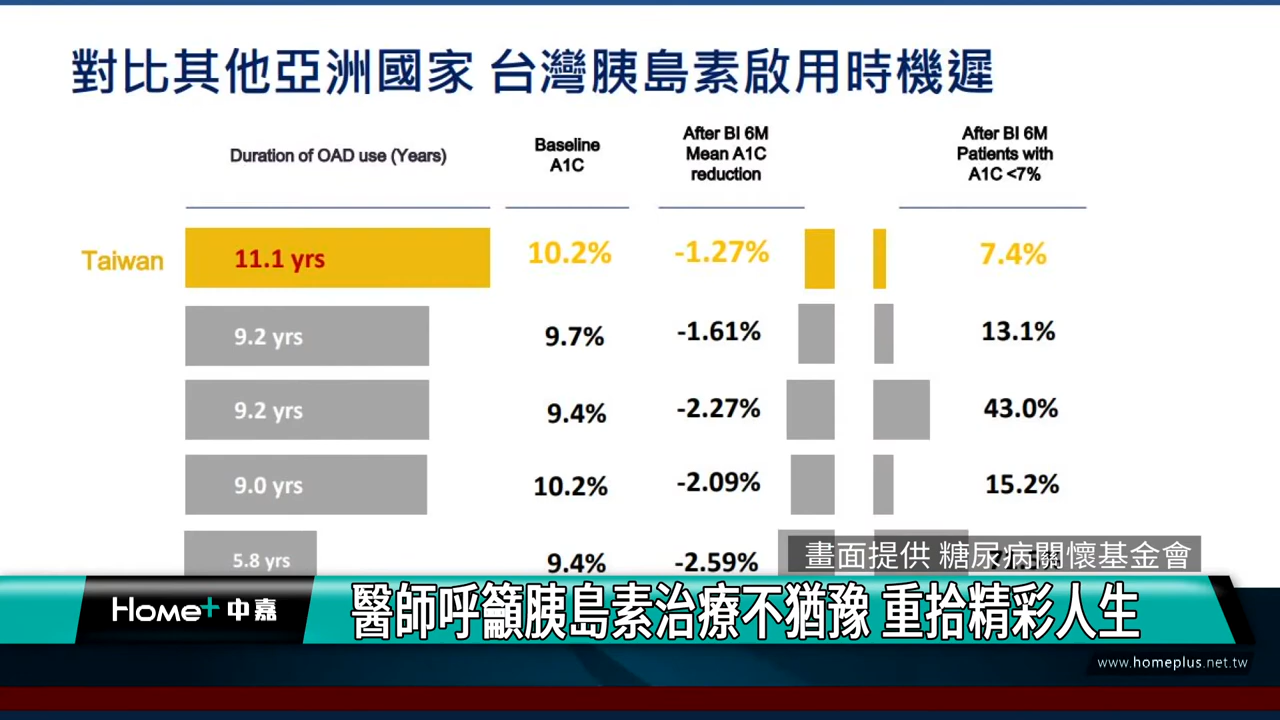 對比其他亞洲國家 台灣胰島素啟用時機遲
Duration of OAD use (Years)
Baseline
A1C
After BI 6M
Mean A1C
reduction
After BI 6M
Patients with
A1C <7%
Taiwan 11.1 yrs 10.2% -1.27% 7.4%
9.2 yrs 9.7% -1.61% 13.1%
9.2 yrs 9.4% -2.27% 43.0%
9.0 yrs 10.2% -2.09% 15.2%
5.8 yrs 9.4% -2.59%
畫面提供 糖尿病關懷基金會
Home+ 中嘉
醫師呼籲胰島素治療不猶豫 重拾精彩人生
www.homeplus.net.tw